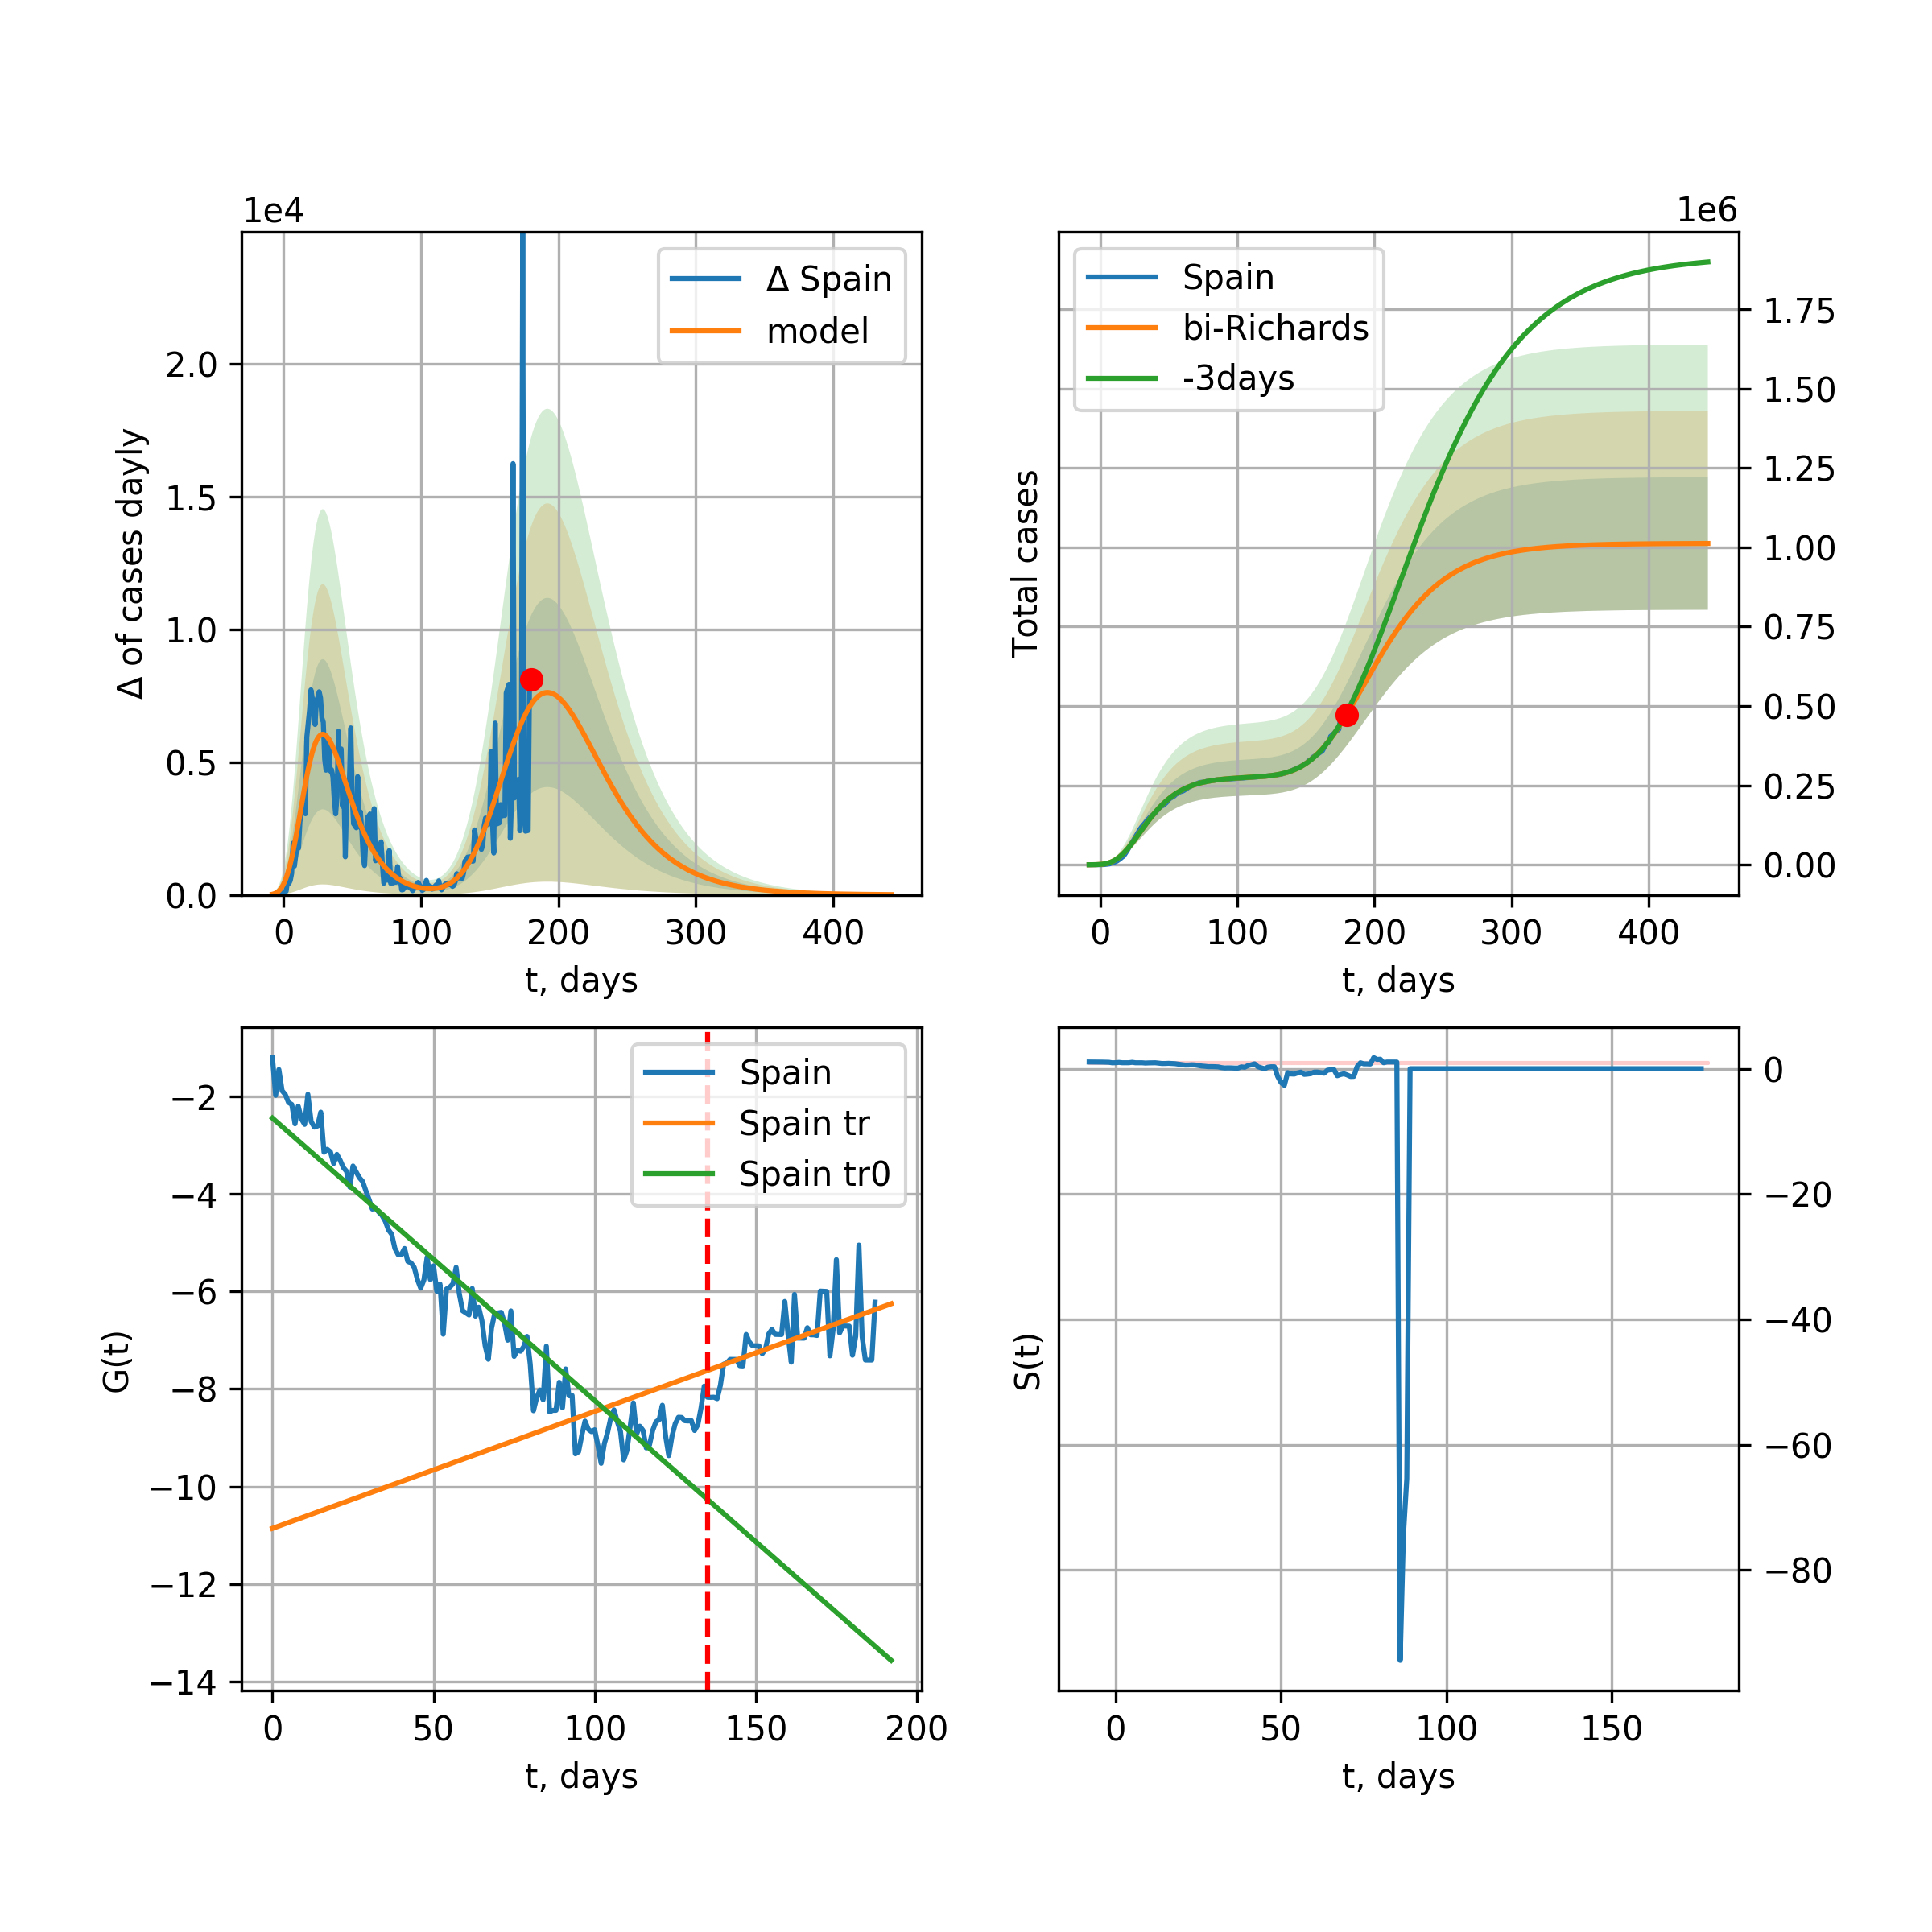 1e4
Δ of cases dayly
2.0
1.5
1.0
0.5
0.0
0 100 200 300 400
t, days
Δ Spain
model
1e6
Total cases
1.75
1.50
1.25
1.00
0.75
0.50
0.25
0.00
0 100 200 300 400
t, days
Spain
bi-Richards
-3days
G(t)
−2
−4
−6
−8
−10
−12
−14
0 50 100 150 200
t, days
Spain
Spain tr
Spain tr0
S(t)
0
−20
−40
−60
−80
0 50 100 150
t, days